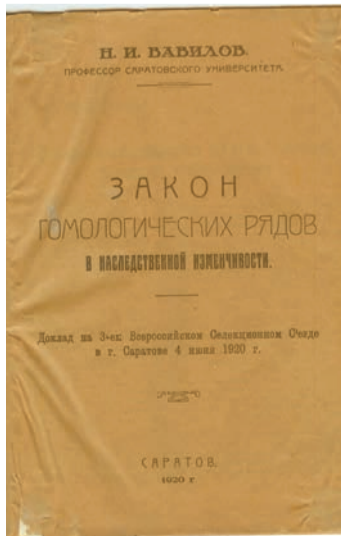 Н. И. ВАВИЛОВ.
ПРОФЕССОР САРАТОВСКОГО УНИВЕРСИТЕТА
ЗАКОН
ГОМОЛОГИЧЕСКИХ РЯДОВ
В НАСЛЕДСТВЕННОЙ ИЗМЕНЧИВОСТИ.
Доклад на 3-ем Всероссийском Селекционном С'езде
в г. Саратове 4 июня 1920 г.
САРАТОВ.
1920 г